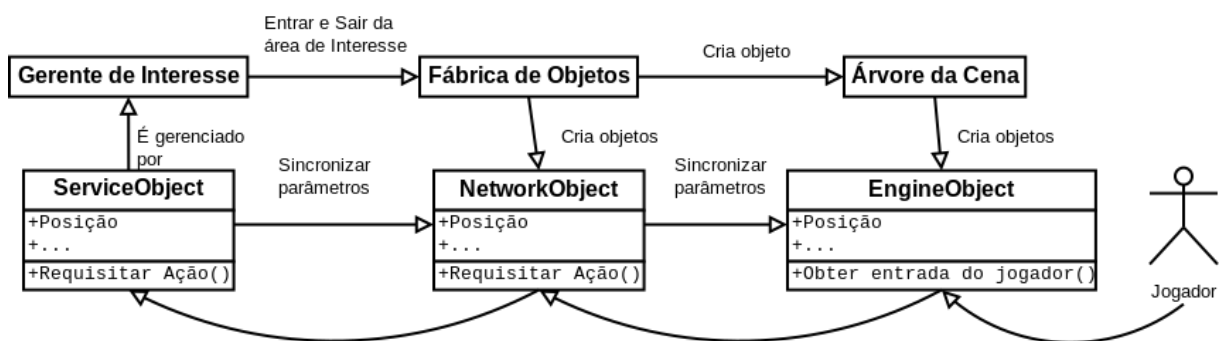 Entrar e Sair da
área de Interesse
Cria objeto
Gerente de Interesse
Fábrica de Objetos
Árvore da Cena
É gerenciado
por
Cria objetos
Cria objetos
Sincronizar
parâmetros
Sincronizar
parâmetros
ServiceObject
+Posição
+...
+Requisitar Ação()
NetworkObject
+Posição
+...
+Requisitar Ação()
EngineObject
+Posição
+...
+Obter entrada do jogador()
Jogador